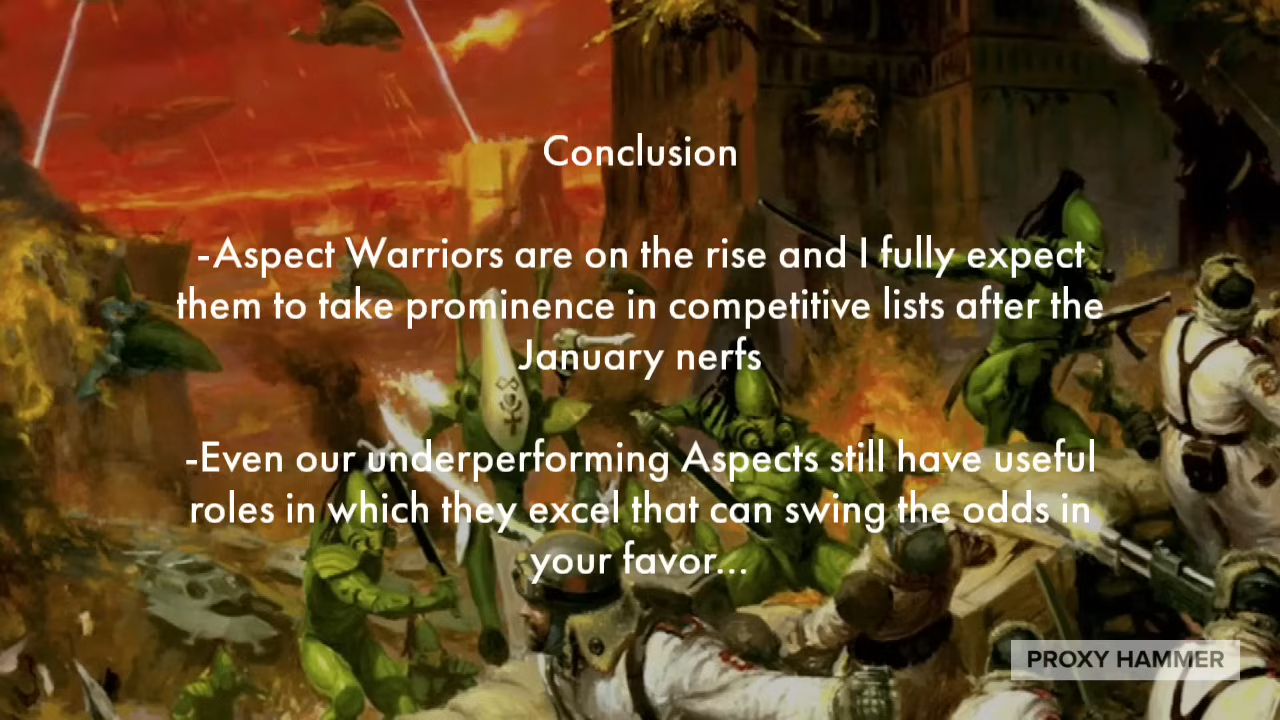 Conclusion
-Aspect Warriors are on the rise and I fully expect
them to take prominence in competitive lists after the
January nerfs
-Even our underperforming Aspects still have useful
roles in which they excel that can swing the odds in
your favor...
PROXY HAMMER